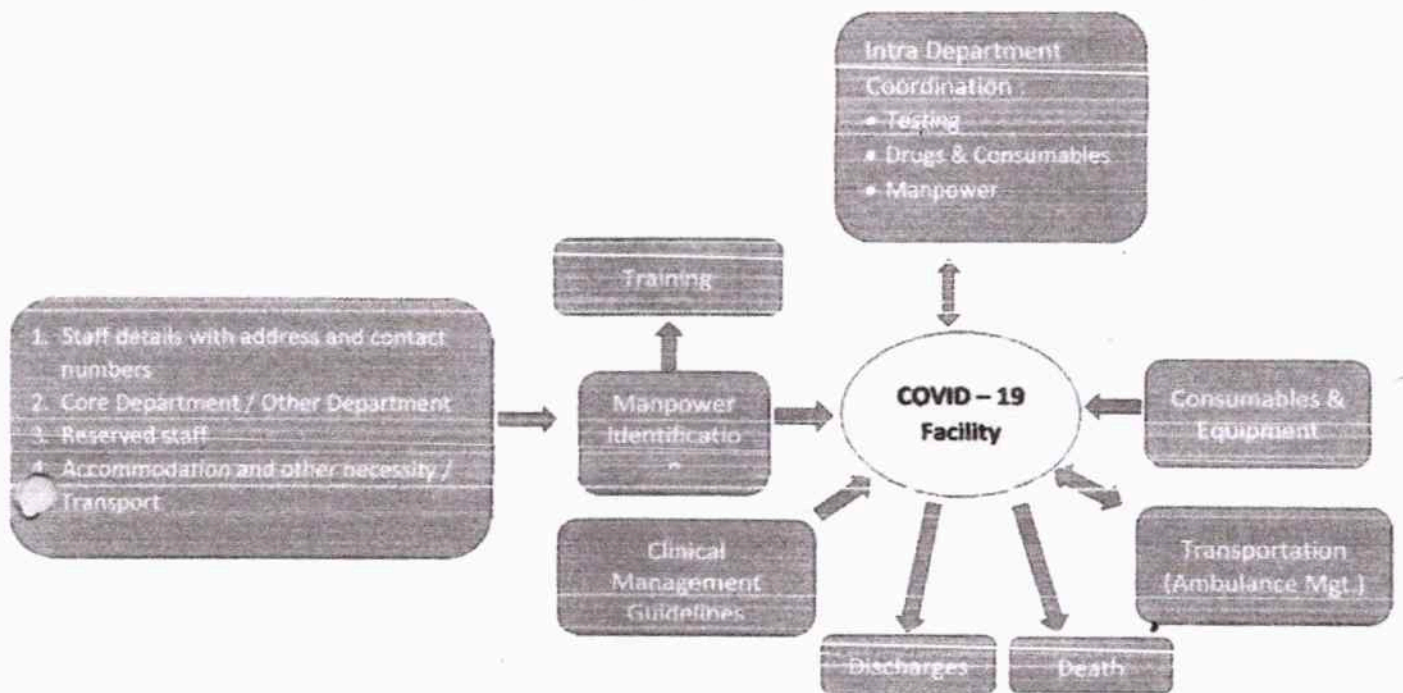 Intra Department
Coordination :
• Testing
• Drugs & Consumables
• Manpower
Training
1. Staff details with address and contact
numbers
2. Core Department / Other Department
3. Reserved staff
4. Accommodation and other necessity /
Transport
Manpower
Identificatio
n
COVID – 19
Facility
Consumables &
Equipment
Clinical
Management
Guidelines
Transportation
(Ambulance Mgt.)
Discharges
Death